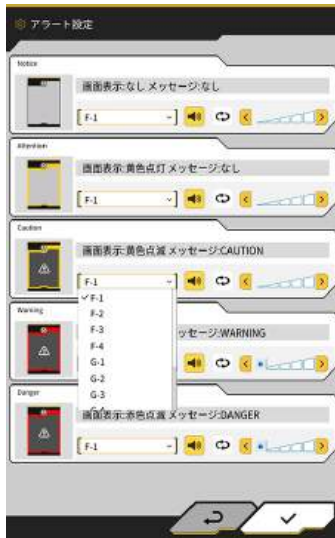 アラート設定
Notice
画面表示:なし メッセージ:なし
F-1
Attention
画面表示:黄色点灯 メッセージ:なし
F-1
Caution
画面表示:黄色点滅 メッセージ:CAUTION
F-1
F-1
F-2
F-3
F-4
G-1
G-2
G-3
Warning
ッセージ:WARNING
Danger
画面表示:赤色点滅 メッセージ:DANGER
F-1